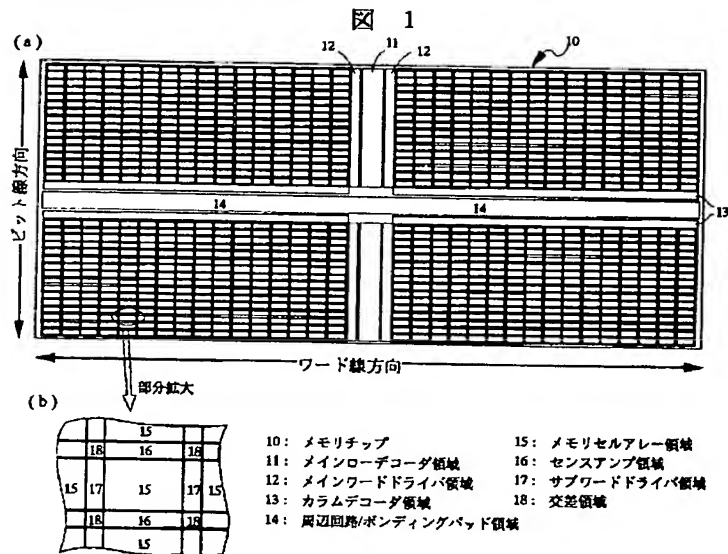 図 1
(a)
12 11 12
10
ビット線方向
14 14
13
ワード線方向
部分拡大
(b)
15
18 16 18
15 17 15 17 15
18 16 18
15
10: メモリチップ
11: メインローデコーダ領域
12: メインワードドライバ領域
13: カラムデコーダ領域
14: 周辺回路/ボンディングパッド領域
15: メモリセルアレー領域
16: センスアンプ領域
17: サブワードドライバ領域
18: 交差領域